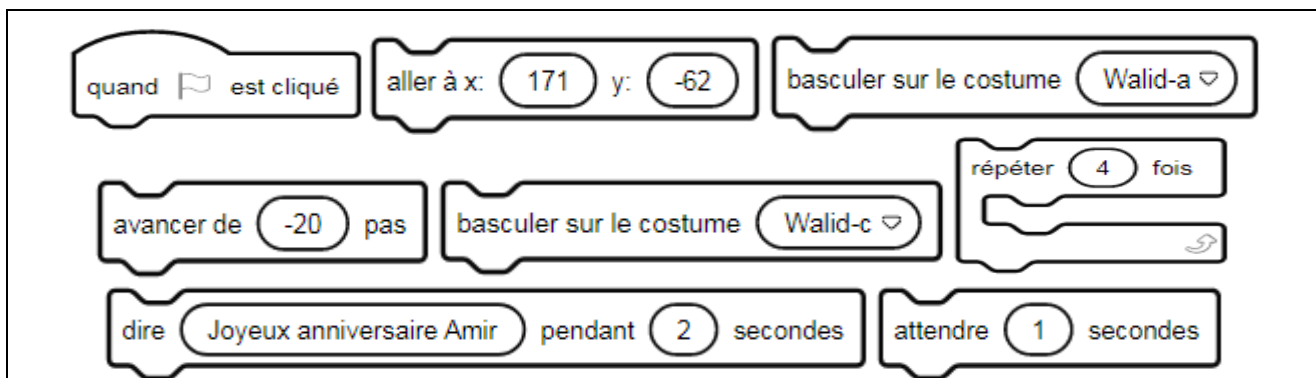 quand est cliqué
aller à x: 171 y: -62
basculer sur le costume Walid-a
répéter 4 fois
avancer de -20 pas
basculer sur le costume Walid-c
dire Joyeux anniversaire Amir pendant 2 secondes
attendre 1 secondes